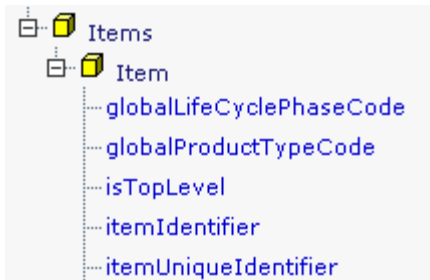 Items
Item
globalLifeCyclePhaseCode
globalProductTypeCode
isTopLevel
itemIdentifier
itemUniqueIdentifier